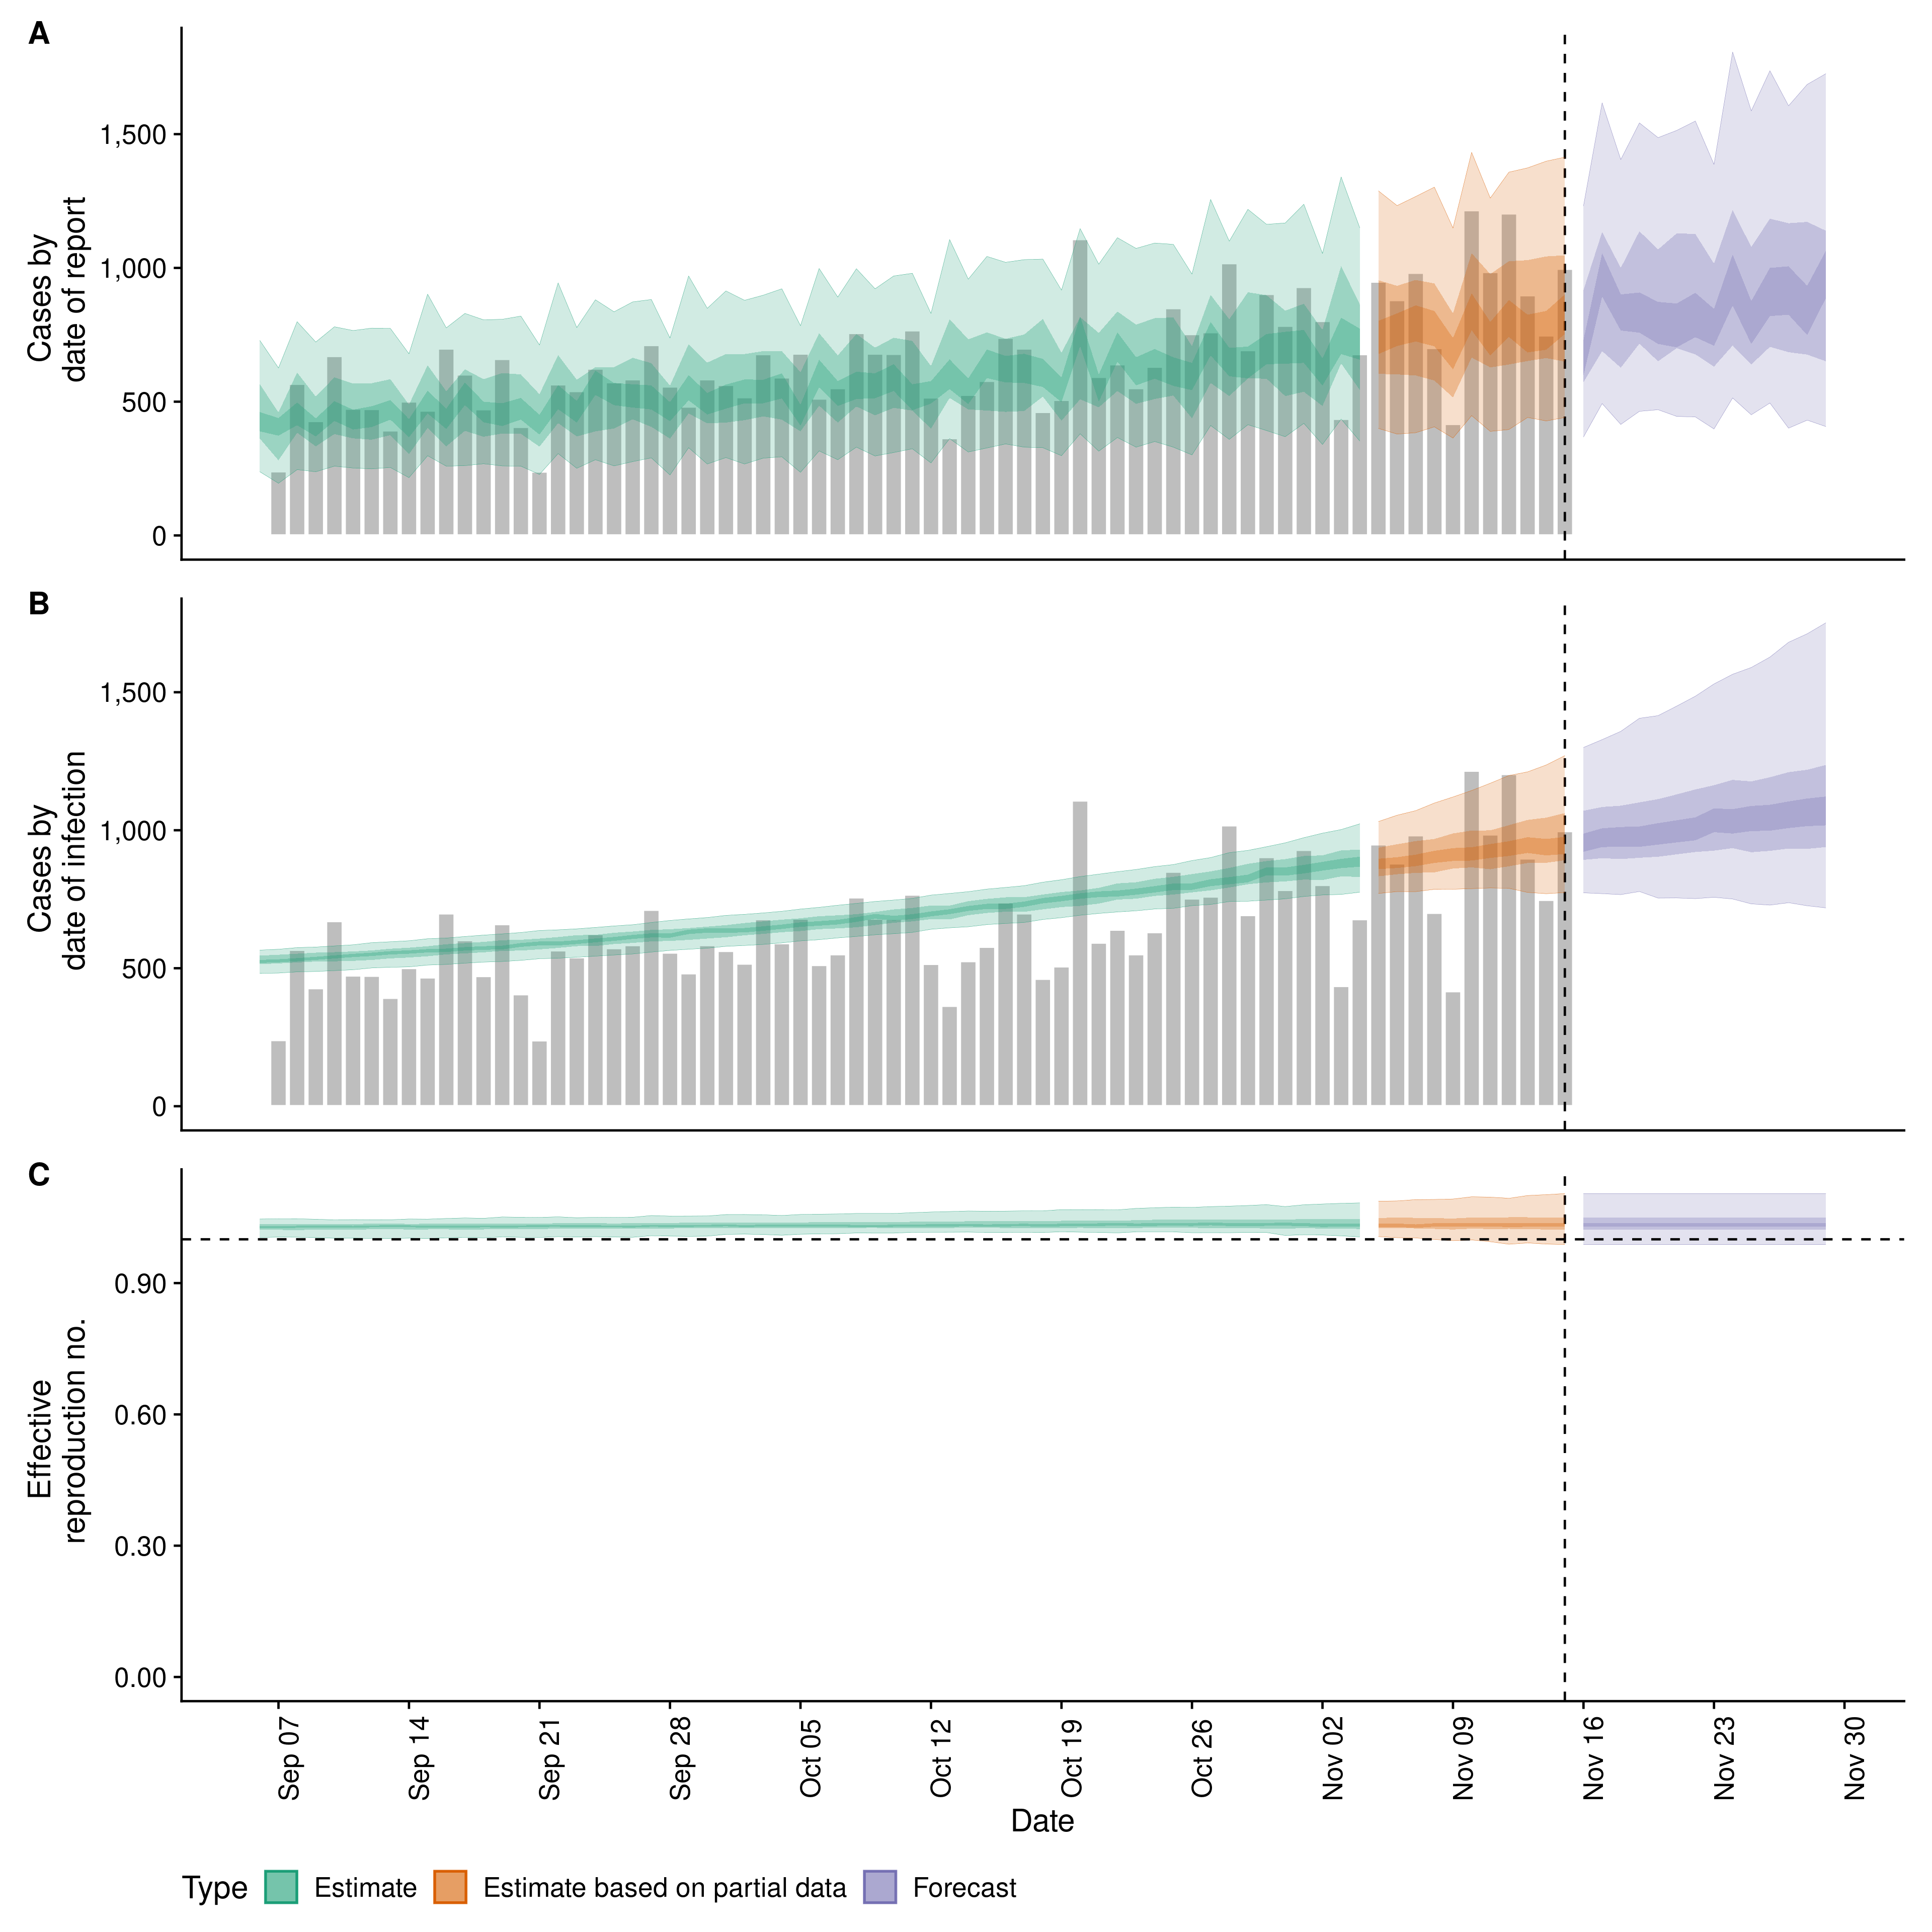 A
Cases by
date of report
1,500
1,000
500
0
B
Cases by
date of infection
1,500
1,000
500
0
C
Effective
reproduction no.
0.90
0.60
0.30
0.00
Sep 07
Sep 14
Sep 21
Sep 28
Oct 05
Oct 12
Oct 19
Oct 26
Nov 02
Nov 09
Nov 16
Nov 23
Nov 30
Date
Type
Estimate
Estimate based on partial data
Forecast